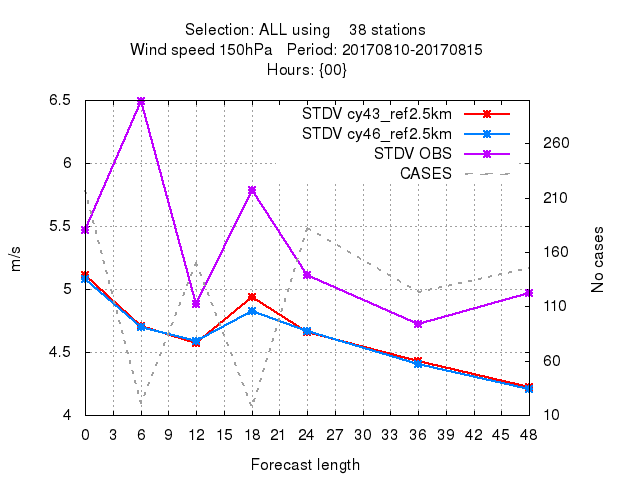 Selection: ALL using    38 stations
Wind speed 150hPa   Period: 20170810-20170815
Hours: {00}
STDV cy43_ref2.5km
STDV cy46_ref2.5km
STDV OBS
CASES
6.5
6
5.5
5
4.5
4
m/s
260
210
160
110
60
10
No cases
0 3 6 9 12 15 18 21 24 27 30 33 36 39 42 45 48
Forecast length